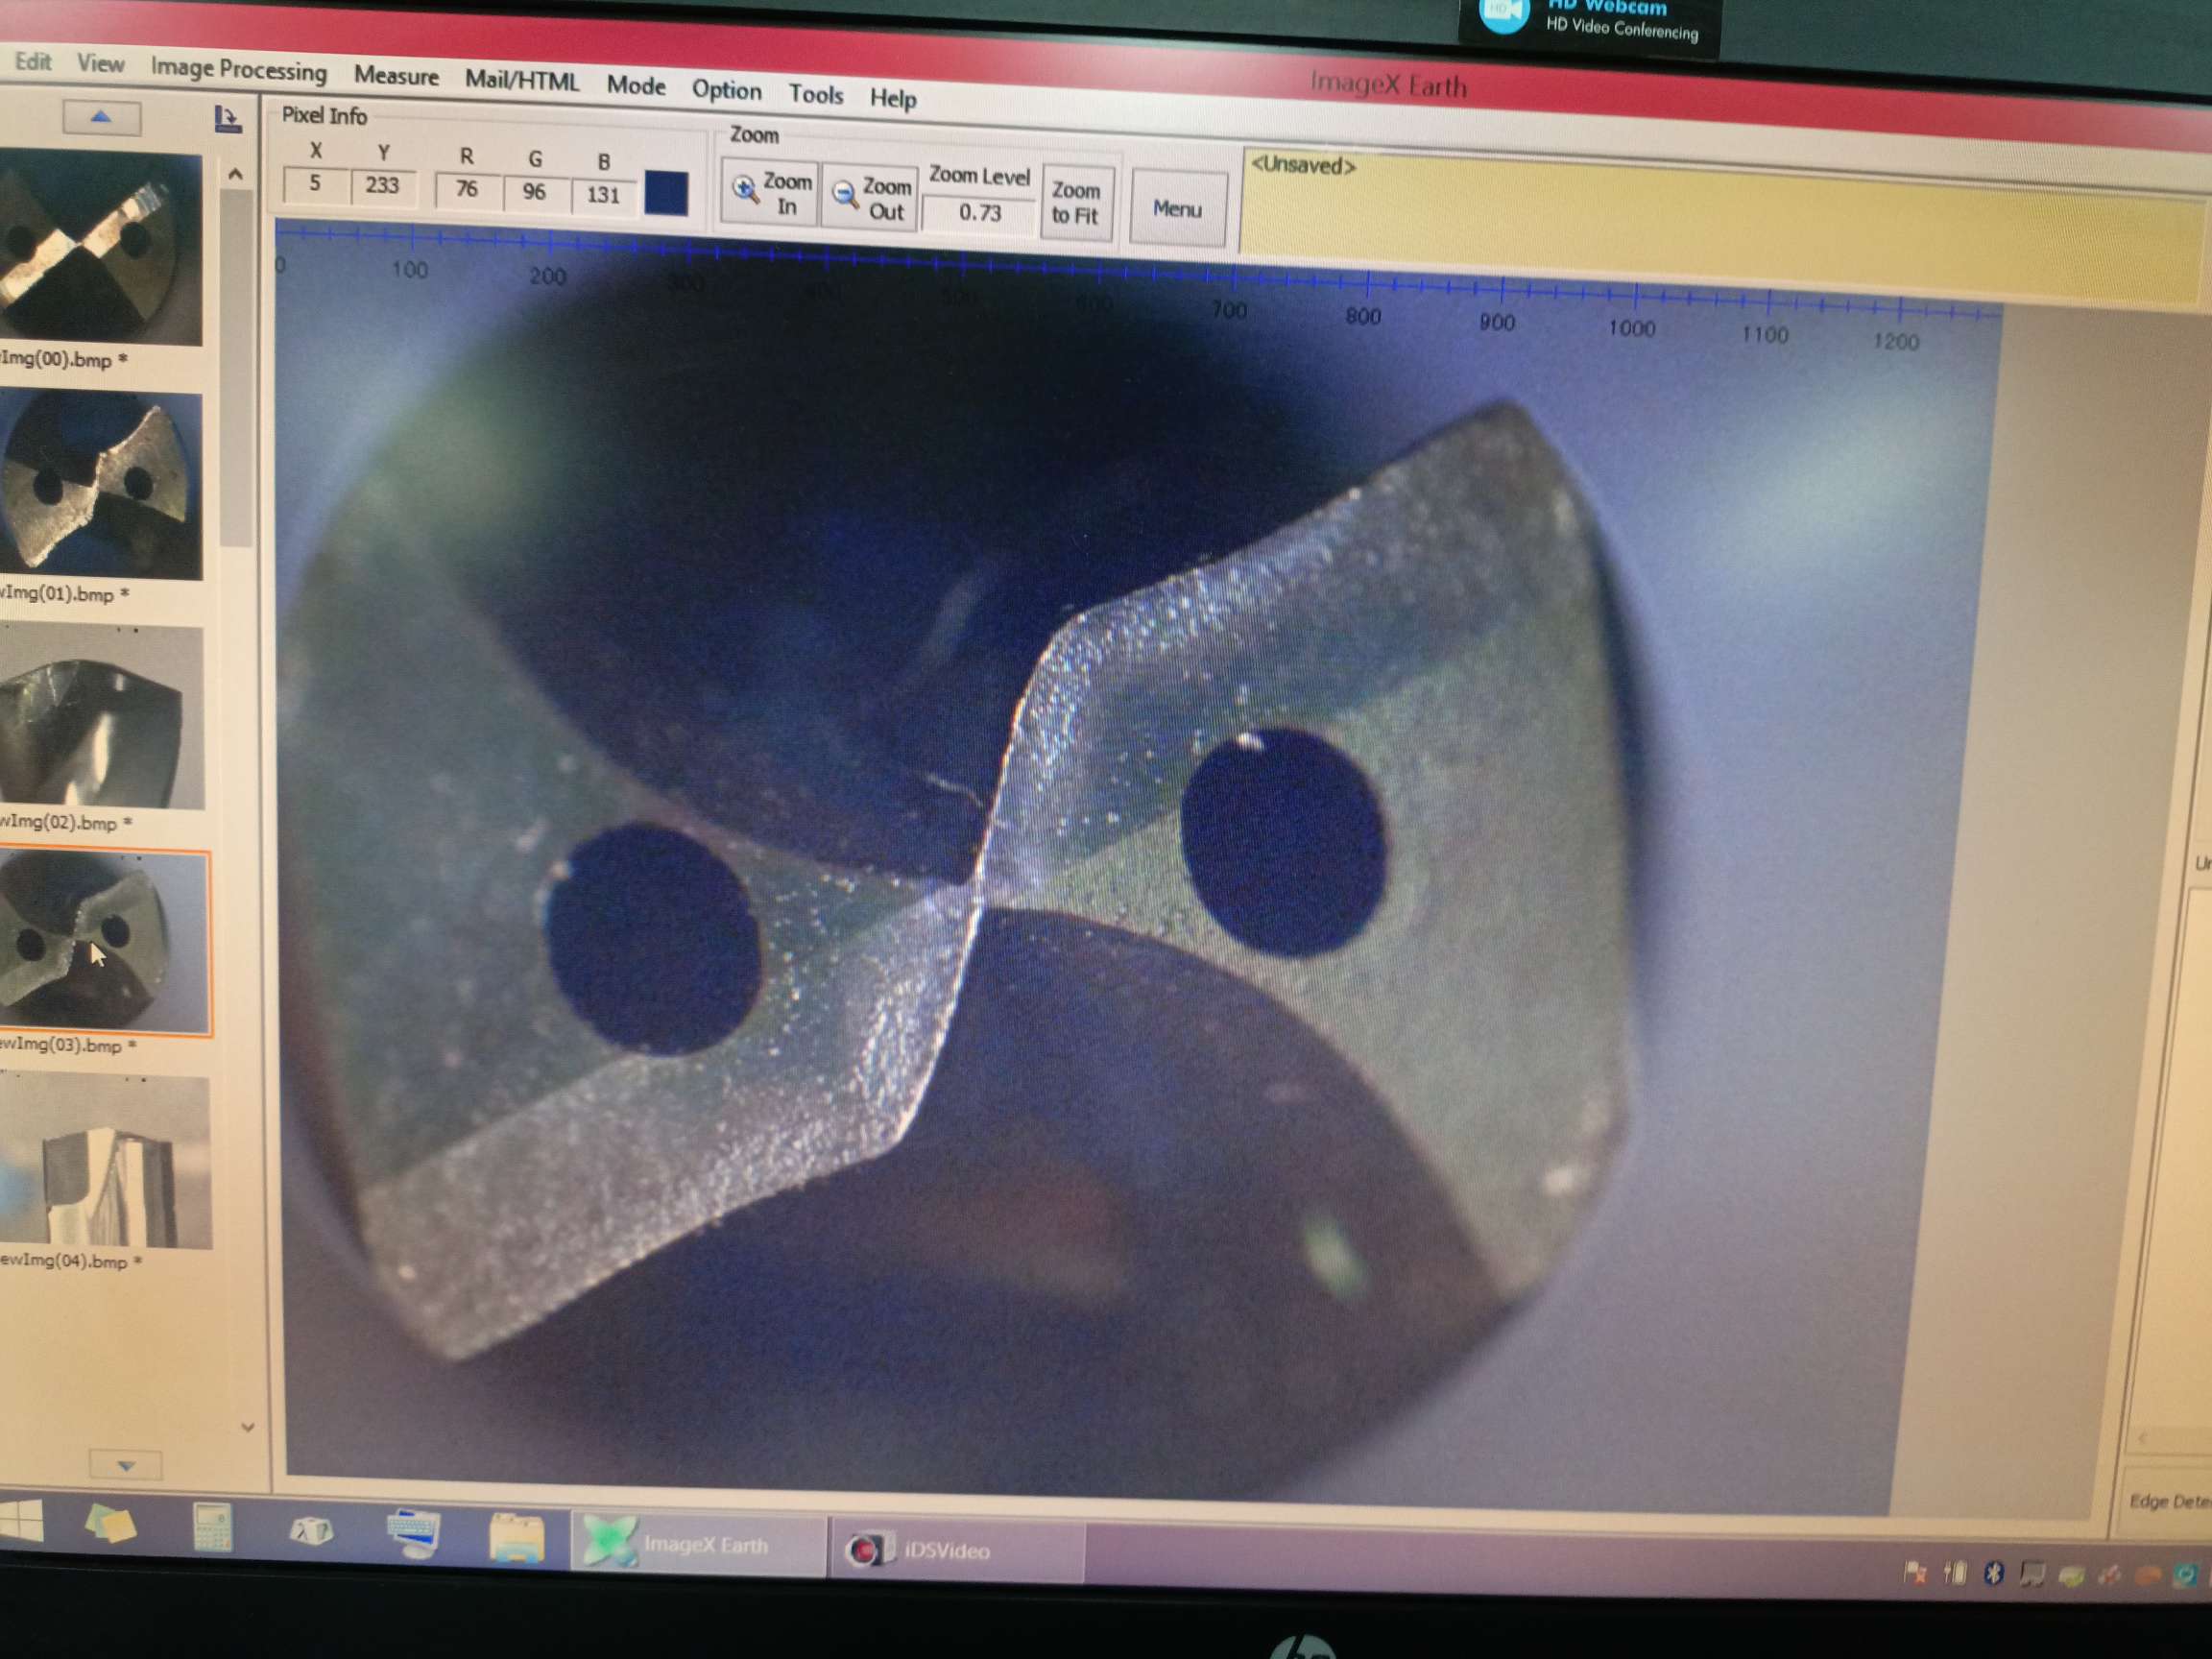 HD Webcam
HD Video Conferencing
ImageX Earth
Edit View Image Processing Measure Mail/HTML Mode Option Tools Help
Pixel Info
X Y R G B
5 233 76 96 131
Zoom
Zoom In
Zoom Out
Zoom Level
0.73
Zoom to Fit
Menu
<Unsaved>
0 100 200 300 400 500 600 700 800 900 1000 1100 1200
Img(00).bmp *
wImg(01).bmp *
wImg(02).bmp *
ewImg(03).bmp *
ewImg(04).bmp *
Edge Dete
ImageX Earth
iDSVideo
hp